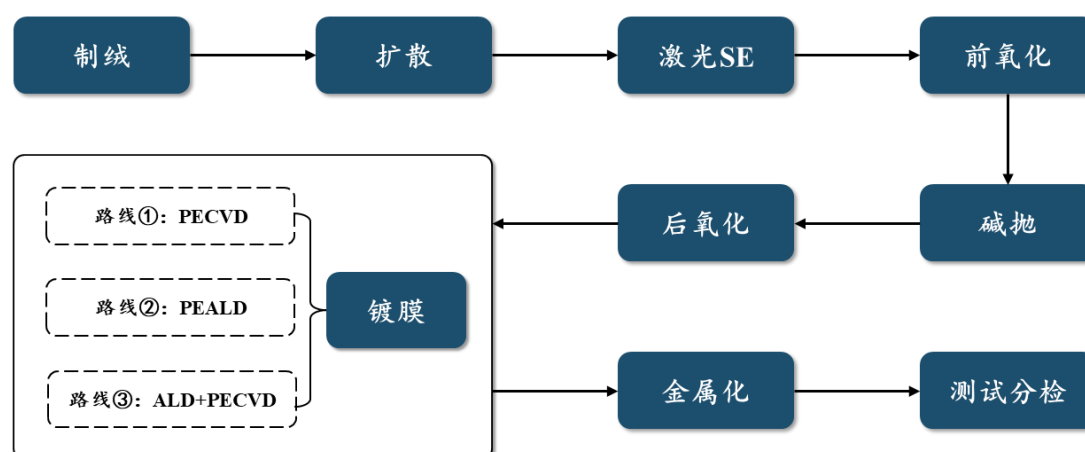 制绒
扩散
激光SE
前氧化
碱抛
后氧化
路线①：PECVD
路线②：PEALD
路线③：ALD+PECVD
镀膜
金属化
测试分检